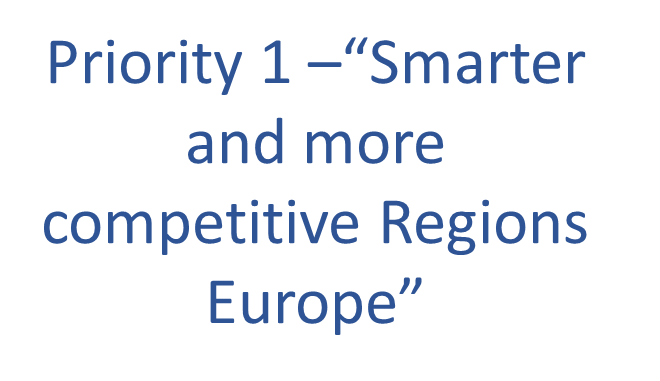 Priority 1 –“Smarter
and more
competitive Regions
Europe”